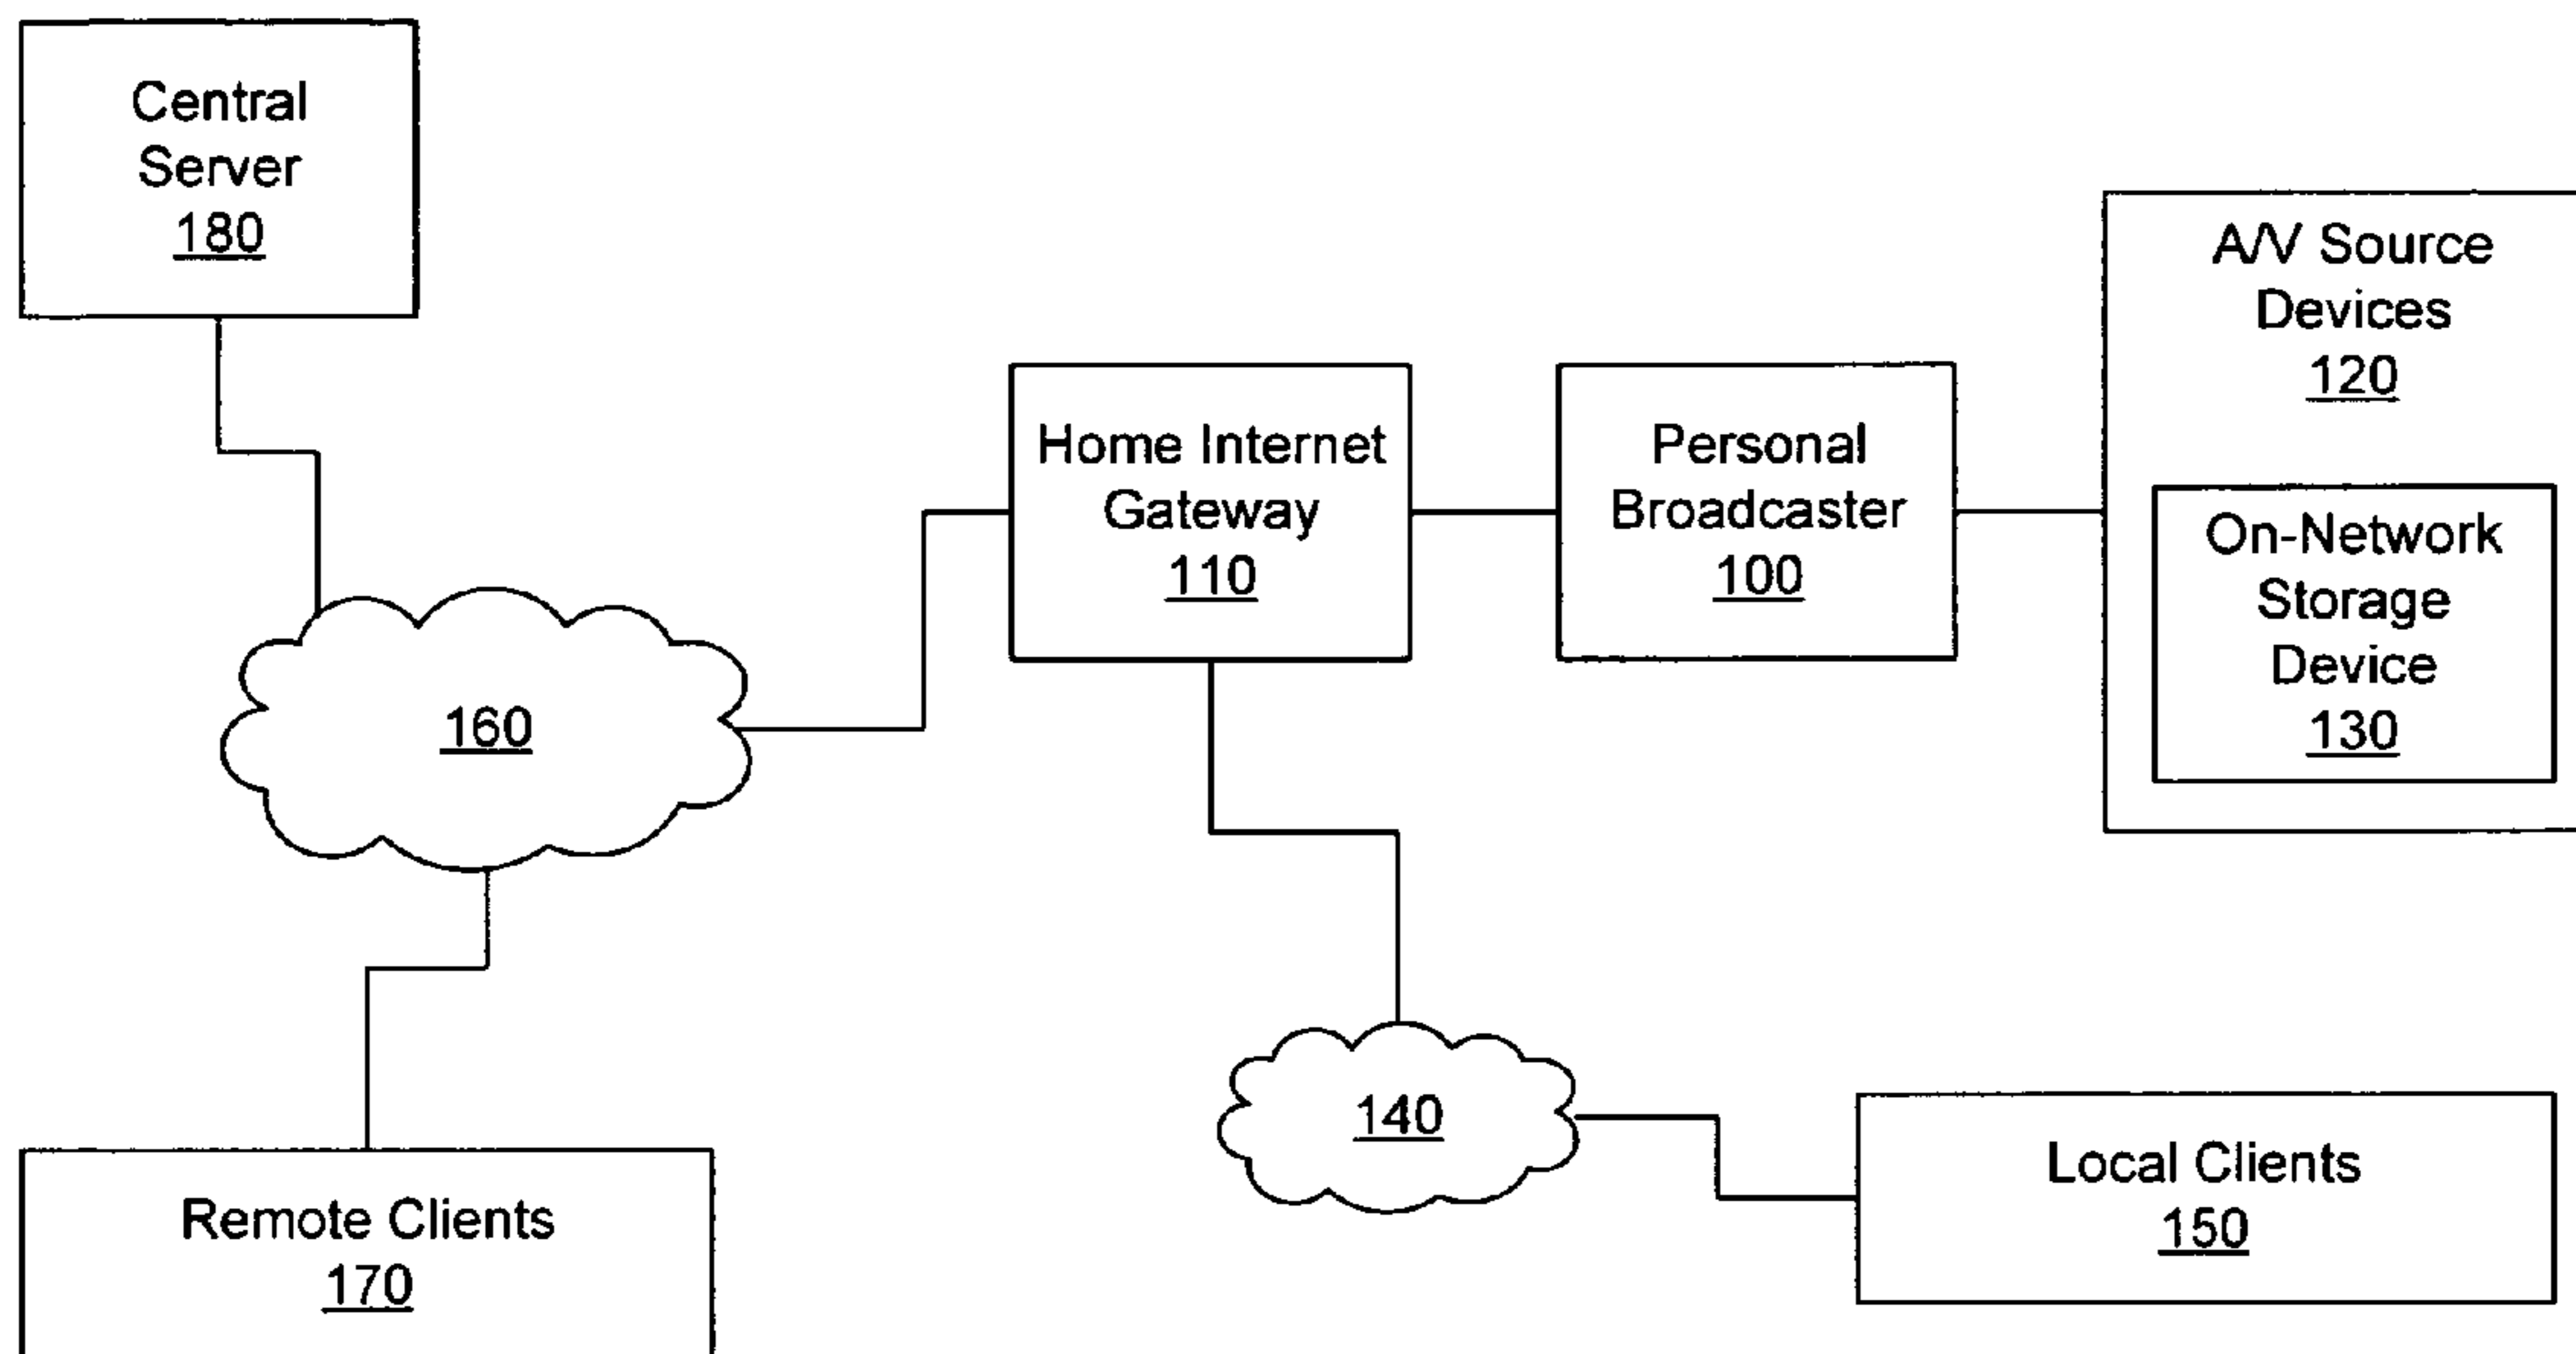 Central
Server
180
A/V Source
Devices
120
Home Internet
Gateway
110
Personal
Broadcaster
100
On-Network
Storage
Device
130
160
140
Local Clients
150
Remote Clients
170